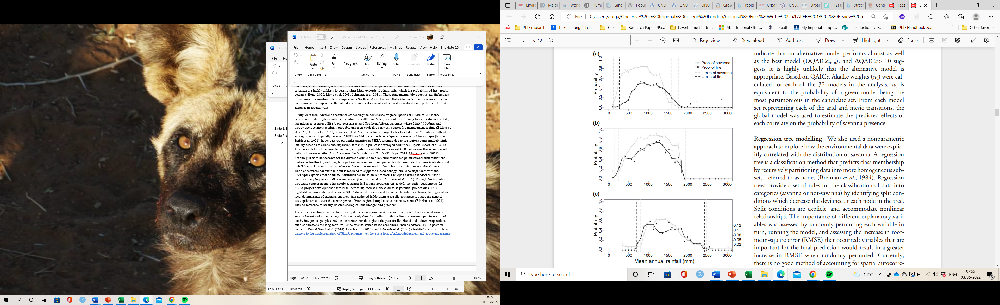 AutoSave On Pape... • Last Modified: 2... Croker, Abi
File Home Insert Draw Design Layout References Mailings Review View Help EndNote 20
Undo Paste Font Paragraph Styles Editing Dictate Sensitivity Editor Reuse Files
Undo Clipboard Styles Voice Sensitivity Editor Reuse Files
savannas are highly unlikely to persist when MAP exceeds 1500mm, after which the probability of fire rapidly
declines (Bond, 2008; Lloyd et al. 2008; Lehmann et al. 2011). These fundamental bio-geophysical differences
in savanna-fire-moisture relationships across Northern Australian and Sub-Saharan African savannas threaten to
undermine and compromise the intended emissions abatement and ecosystem restoration objectives of SBEA
schemes in several ways.
Firstly, data from Australian savannas evidencing the dominance of grass-species at 1000mm MAP and
persistence under higher rainfall concentrations (2000mm MAP) without transitioning to a closed-canopy state,
has informed proposed SBEA projects in East and Southern African savannas where MAP >1000mm and
woody encroachment is highly probable under an exclusive early dry season fire management regime (Bielski et
al. 2021; Collins et al. 2021; Scholtz et al. 2022). For instance, project sites located in the Miombo woodland
ecoregion which typically receives >1000mm MAP, such as Niassa Special Reserve in Mozambique (Russel-
Smith et al. 2021), have received particular attention in SBEA research due to the regions comparatively high
late dry season emissions and expansion across multiple least developed countries (Lipsett-Moore et al. 2018).
This research fails to acknowledge the great spatial variability and seasonal GHG emissions fluxes associated
with soil moisture rather than fire across the Miombo woodlands (Trollope, 2011; Mapanda et al. 2012).
Secondly, it does not account for the diverse floristic and allometric relationships, functional differentiations,
hysteresis feedbacks, and long-term patterns in grass and tree species that differentiate Northern Australian and
Sub-Saharan African savannas; whereas fire is a necessary top-down limiting disturbance in the Miombo
woodlands where adequate rainfall is received to support a closed-canopy, fire is co-dependent with the
Eucalyptus species that dominate Australian savannas, thus promoting an open savanna landscape under
comparatively higher rainfall concentrations (Lehmann et al. 2011; Staver et al. 2011). Though the Miombo
woodland ecoregion and other mesic savannas in East and Southern Africa defy the basic requirements for
SBEA project development, there is an increasing interest in these areas as potential project sites. This
highlights a current discord between SBEA-focused research and the wider literature exploring the regional and
local determinants of savanna, and how data gathered in Northern Australia continues to shape the general
assumptions made over the convergence of inter-regional tropical savanna ecosystems (Ribeiro et al. 2021),
with no reference to locally situated ecological knowledges and practices.
The implementation of an exclusive early dry season regime in Africa and likelihood of widespread woody
encroachment and savanna degradation not only directly conflicts with the fire management practices carried
out by indigenous peoples and local communities throughout the year for livelihood and cultural imperatives,
but also threatens the long-term resilience of subsistence-based economies, such as pastoralism. In pastoral
contexts, Russel-Smith et al. (2014), Lynch et al. (2015), and Edwards et al. (2021) identified such conflicts as
barriers to the implementation of SBEA schemes, yet there is a lack of acknowledgement and active engagement
Page 12 of 22 14651 words Display Settings Focus 100%
File Ho
Undo
Slide 1: I
Slide 2: C
Page 1 of 1 30 words Display Settings Focus 100%
07:55
03/05/2022
Envir Major World Huma Land Popul UNU- UNU- UNU- Grow rapid Urban UNEC Urban (12) ( strath Centr Fees
File C:/Users/abiga/OneDrive%20-%20Imperial%20College%20London/Colonial%20Fires%20Write%20Up/PAPER%201%20-%20Review%20of...
PhD research Tickets: Jungle, Lon... Files Research Papers/Pa... Leverhulme Centre... Abi - Imperial Offic... Inkpath My Imperial - Impe... Introduction to Saf... PhD Handbook &... Other favorites
5 of 13 Page view Read aloud Add text Draw Highlight Erase
(a)
Prob. of savanna
Prob. of fire
Limits of savanna
Limits of fire
Probability
0.0 0.2 0.4 0.6 0.8 1.0
0 500 1000 1500 2000 2500 3000
(b)
Probability
0.0 0.2 0.4 0.6 0.8 1.0
0 500 1000 1500 2000 2500 3000
(c)
Probability
0.0 0.2 0.4 0.6 0.8 1.0
0.12
0.1
0.08
0.05
0.02
0 500 1000 1500 2000 2500 3000
Mean annual rainfall (mm)
indicate that an alternative model performs almost as well
as the best model (DQAICcmin), and ΔQAICc > 10 sug-
gests it is highly unlikely that the alternative model is
appropriate. Based on QAICc, Akaike weights (wi) were cal-
culated for each of the 32 models in the analysis. wi is
equivalent to the probability of a given model being the
most parsimonious in the candidate set. From each model
set representing each of the arid and mesic transitions, the
global model was used to estimate the predicted effects of
each correlate on the probability of savanna presence.
Regression tree modelling We also used a nonparametric
approach to explore how the environmental data were explic-
itly correlated with the distribution of savanna. A regression
tree is a classification method that predicts class membership
by recursively partitioning data into more homogeneous sub-
sets, referred to as nodes (Breiman et al., 1984). Regression
trees provide a set of rules for the classification of data into
categories (savanna or not-savanna) by identifying split con-
ditions which decrease the deviance at each node in the tree.
Split conditions are explicit, and accommodate nonlinear
relationships. The importance of different explanatory vari-
ables was assessed by randomly permuting each variable in
turn, running the model, and assessing the increase in root-
mean-square error (RMSE) that occurred; variables that are
important for the final prediction would result in a greater
increase in RMSE when randomly permuted. Currently,
there is no good method of accounting for spatial autocorre-
Type here to search
11°C ENG
07:55
03/05/2022
6